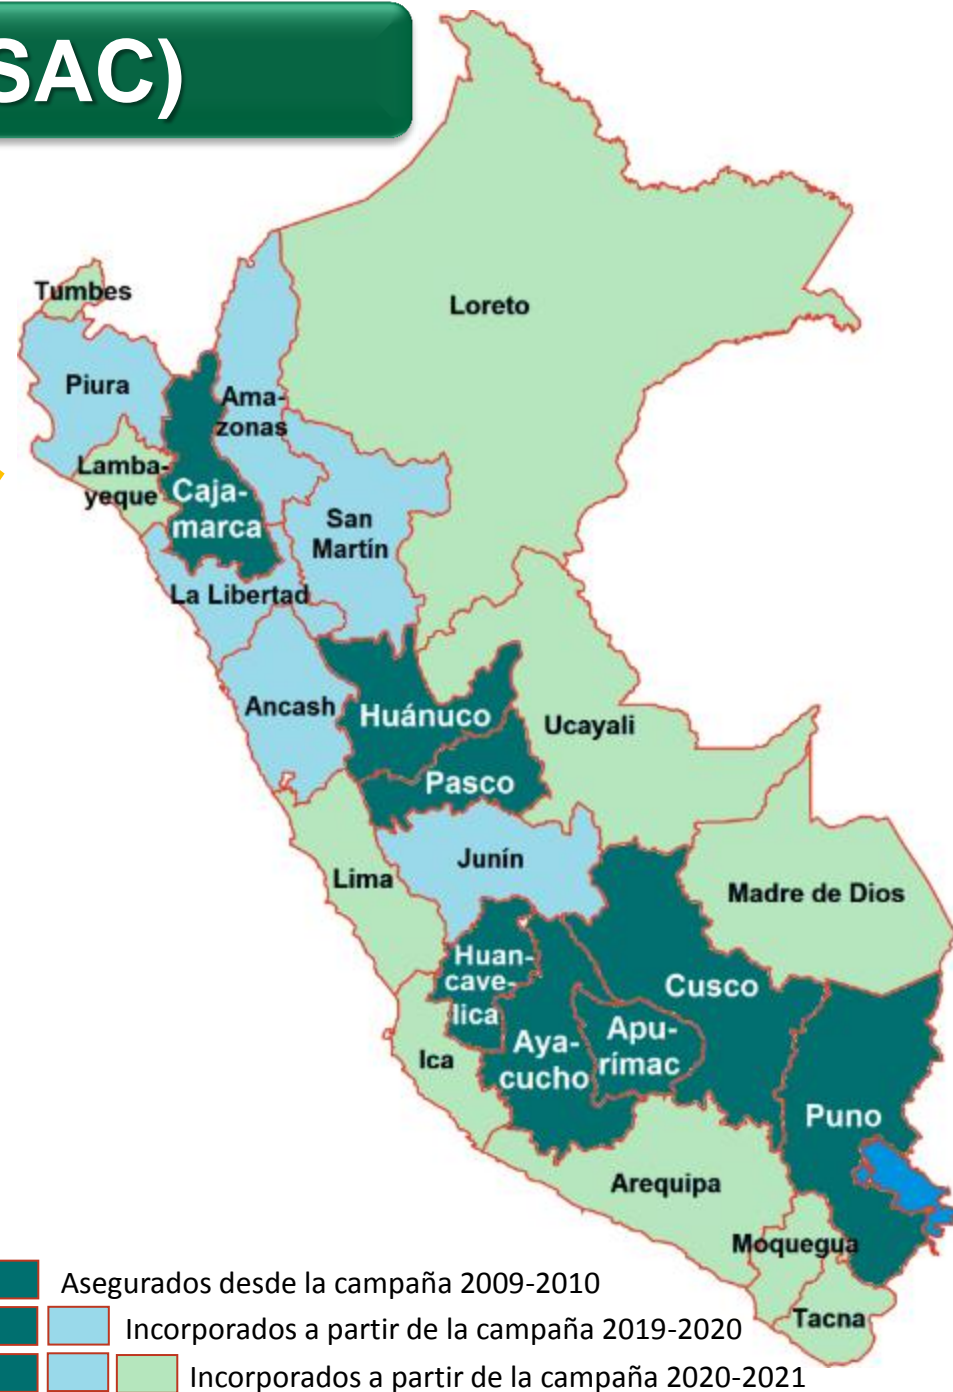 SAC)
Tumbes
Loreto
Piura
Ama-
zonas
Lamba-
yeque
Caja-
marca
San
Martín
La Libertad
Ancash
Huánuco
Ucayali
Pasco
Junín
Lima
Madre de Dios
Huan-
cave-
lica
Cusco
Ica
Aya-
cucho
Apu-
rímac
Puno
Arequipa
Moquegua
Tacna
Asegurados desde la campaña 2009-2010
Incorporados a partir de la campaña 2019-2020
Incorporados a partir de la campaña 2020-2021